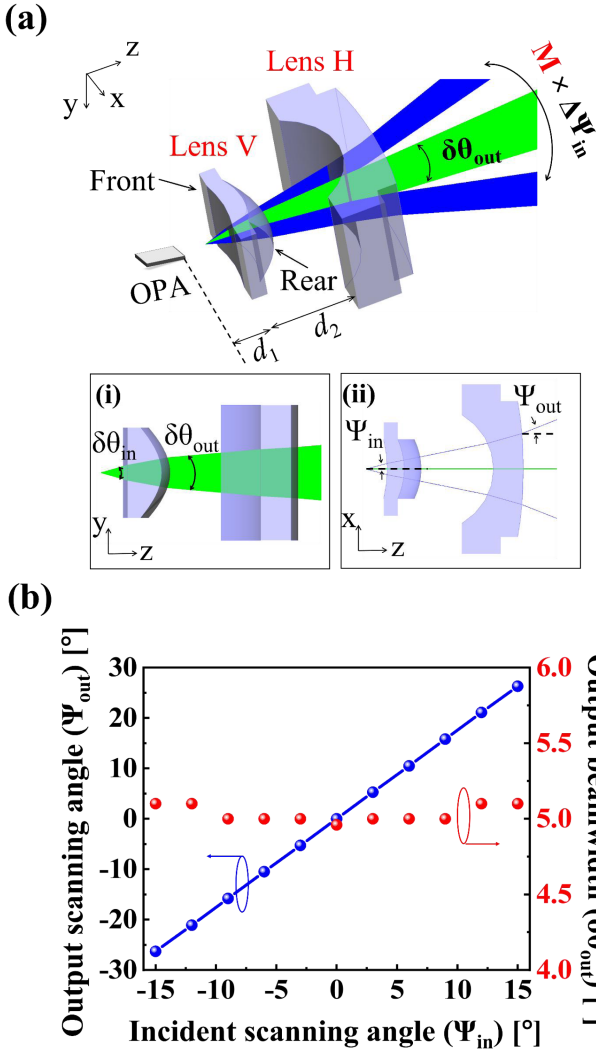 (a)
z
y
x
Lens H
Lens V
Front
M × ΔΨin
δθout
OPA
Rear
d1
d2
(i)
δθin
δθout
y
z
(ii)
Ψin
Ψout
x
z
(b)
Output scanning angle (Ψout) [°]
30
20
10
0
-10
-20
-30
6.0
5.5
5.0
4.5
4.0
-15
-10
-5
0
5
10
15
Incident scanning angle (Ψin) [°]